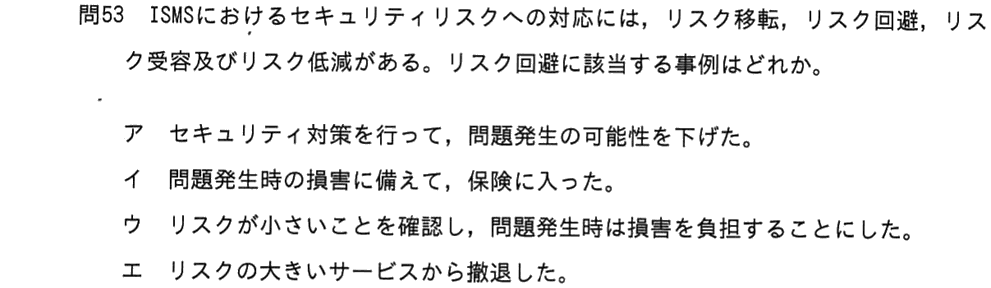 問53 ISMSにおけるセキュリティリスクへの対応には，リスク移転，リスク回避，リス
ク受容及びリスク低減がある。リスク回避に該当する事例はどれか。
ア セキュリティ対策を行って，問題発生の可能性を下げた。
イ 問題発生時の損害に備えて，保険に入った。
ウ リスクが小さいことを確認し，問題発生時は損害を負担することにした。
エ リスクの大きいサービスから撤退した。